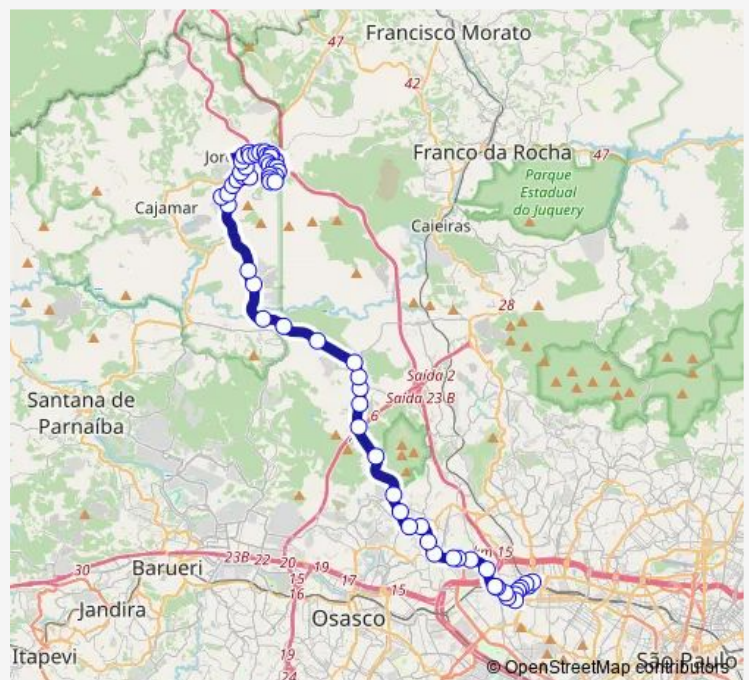 47
Francisco Morato
42
Franco da Rocha
47
Parque
Estadual
do Juquery
Cajamar
Caieiras
28
Saída 2
Saída 23 B
6
Santana de
Parnaíba
km 15
23B 22 20
19
30
Barueri
15
17
16
15
Jandira
Osasco
Itapevi
19
24
São Paulo
© OpenStreetMap contributors